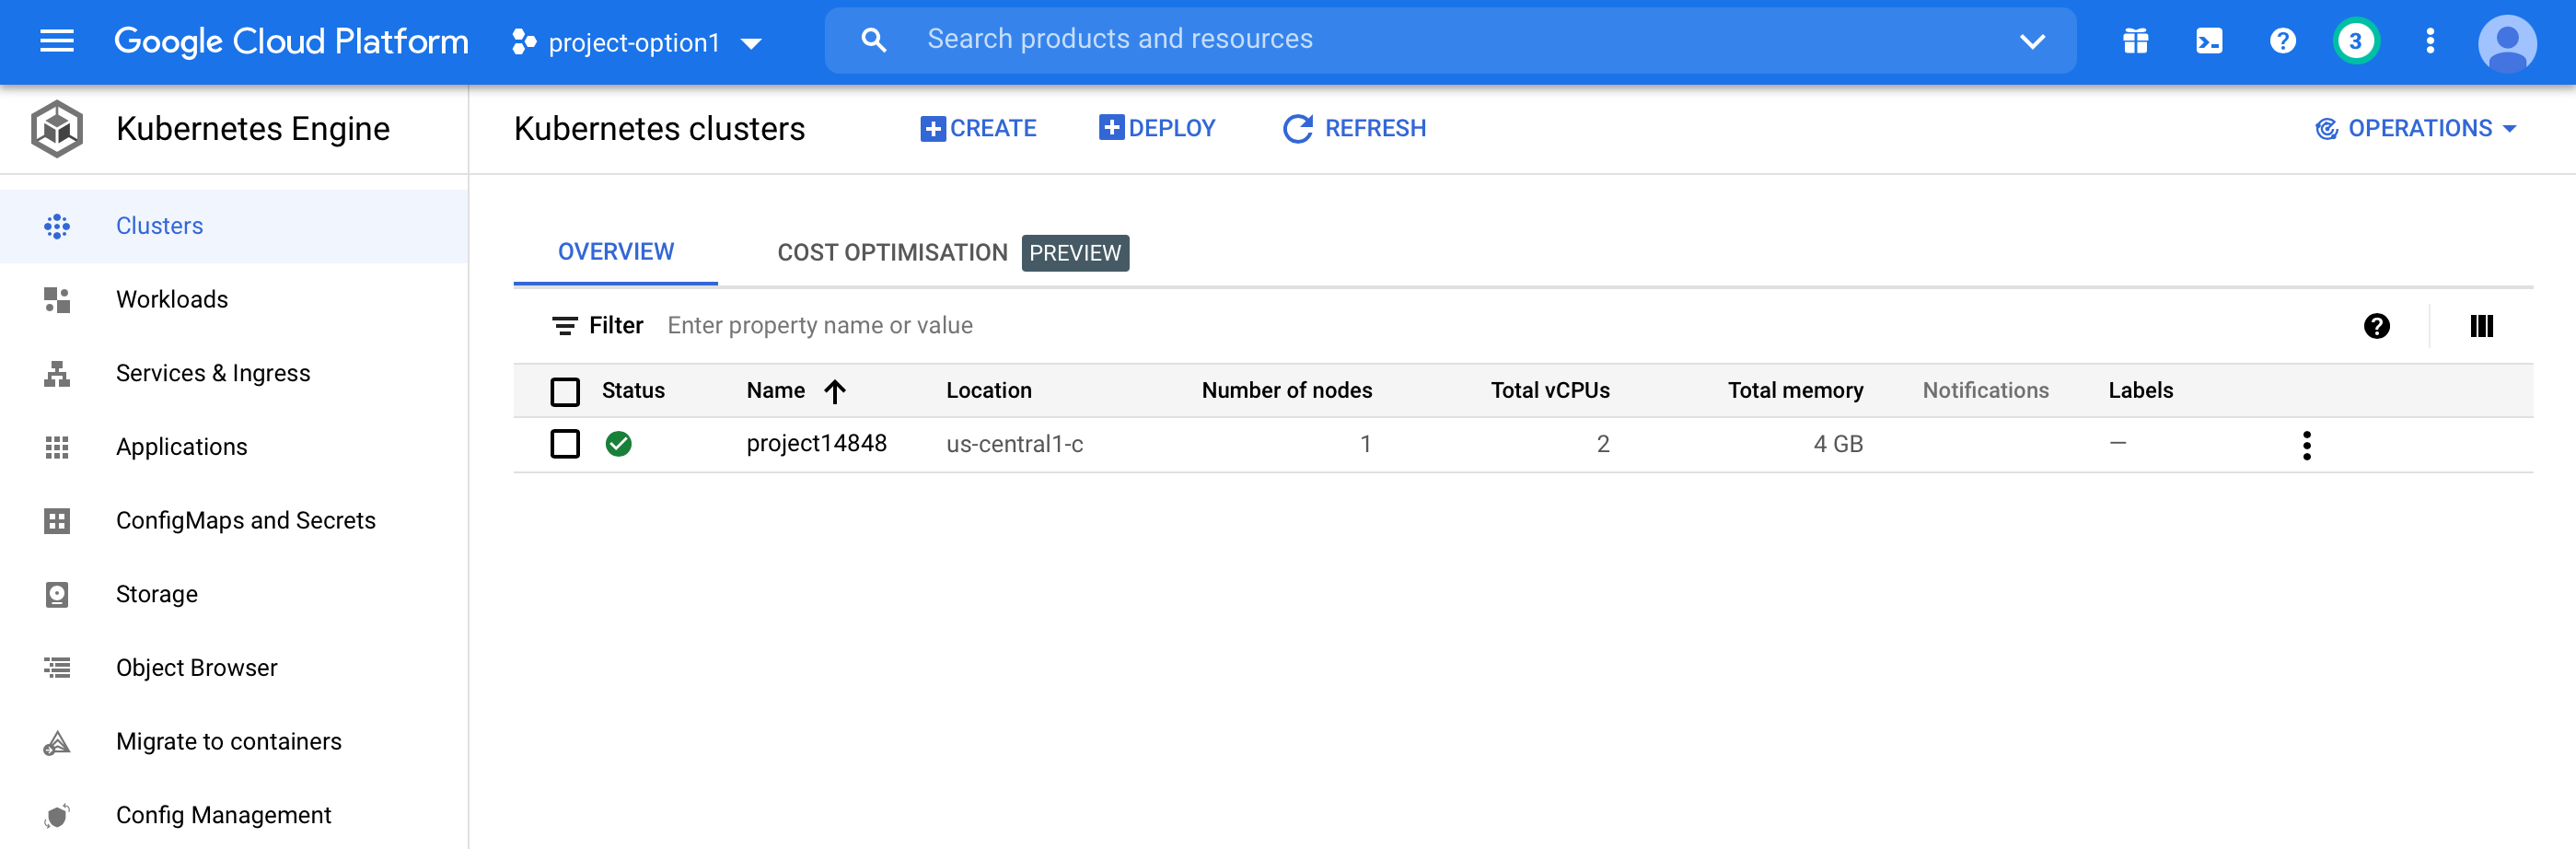 Google Cloud Platform
project-option1
Search products and resources
3
Kubernetes Engine
Kubernetes clusters
CREATE
DEPLOY
REFRESH
OPERATIONS
Clusters
Workloads
Services & Ingress
Applications
ConfigMaps and Secrets
Storage
Object Browser
Migrate to containers
Config Management
OVERVIEW
COST OPTIMISATION PREVIEW
Filter Enter property name or value
Status Name Location Number of nodes Total vCPUs Total memory Notifications Labels
project14848 us-central1-c 1 2 4 GB —